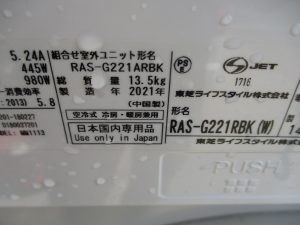 5.24A
445W
980W
消費効率
2013) 5.8
組合せ室外ユニット形名
RAS-G221ARBK
総質量 13.5kg
製造年 2021年
(中国製)
空冷式 冷房・暖房兼用
日本国内専用品
Use only in Japan
PS
E
JET
1716
東芝ライフスタイル株式会社
形名
RAS-G221RBK(W)
東芝ライフスタイル株式会社
PUSH